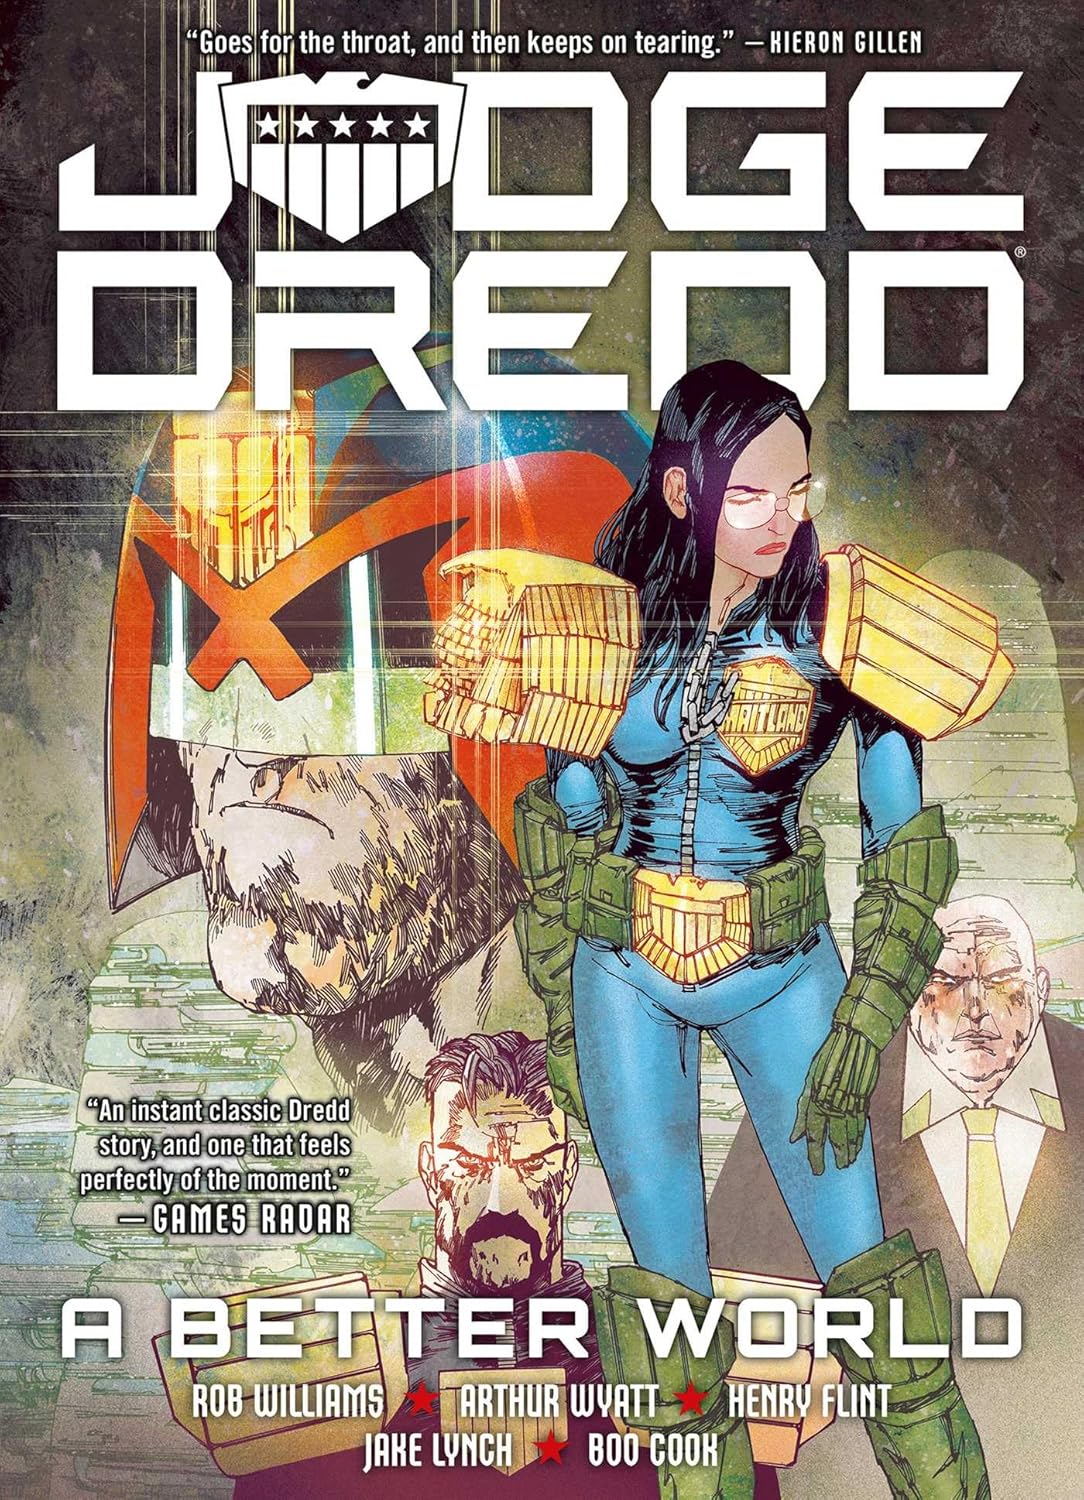 “Goes for the throat, and then keeps on tearing.” —KIERON GILLEN
JUDGE
DREDD®
MAITLAND
“An instant classic Dredd
story, and one that feels
perfectly of the moment.”
—GAMES RADAR
A BETTER WORLD
ROB WILLIAMS ★ ARTHUR WYATT ★ HENRY FLINT
JAKE LYNCH ★ BOO COOK